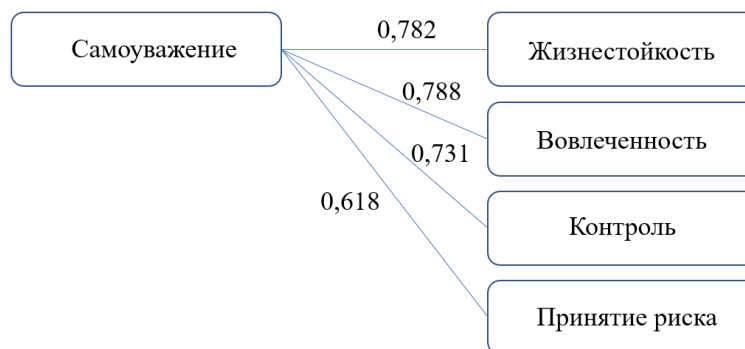 Самоуважение
0,782
Жизнестойкость
0,788
Вовлеченность
0,731
Контроль
0,618
Принятие риска